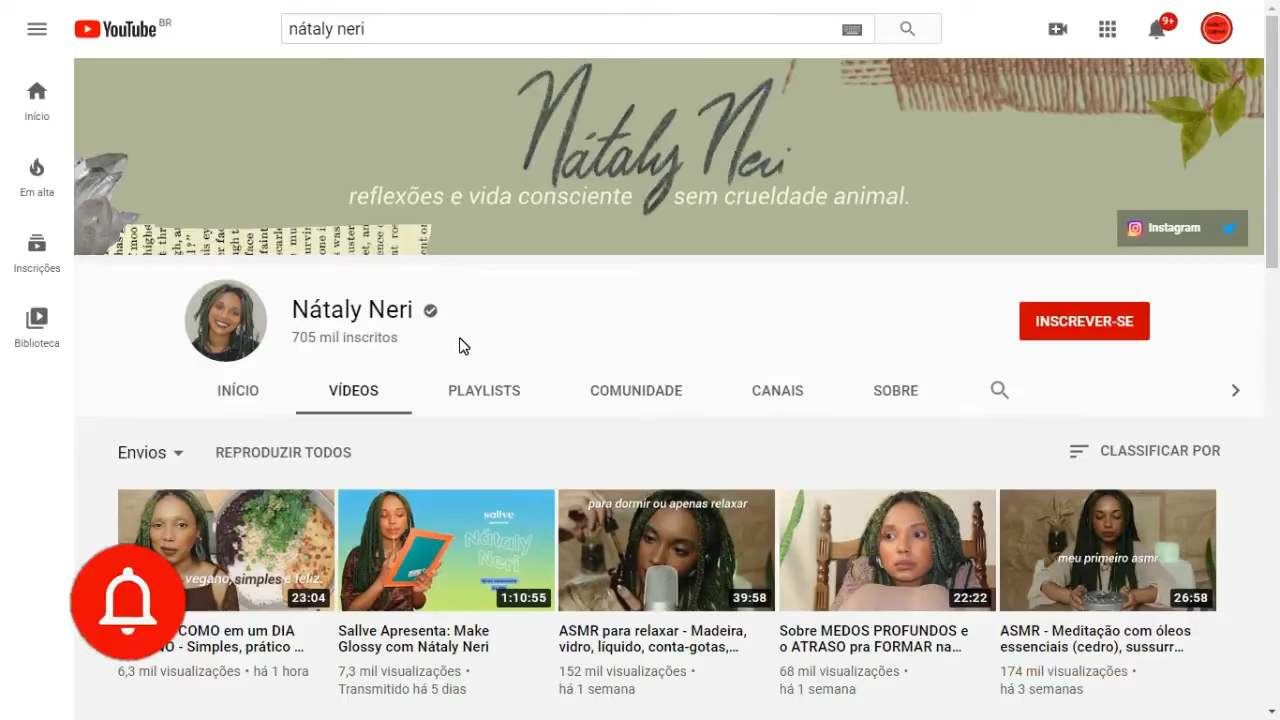 YouTube BR
nátaly neri
9+
Início
Em alta
Inscrições
Biblioteca
Nátaly Neri
reflexões e vida consciente sem crueldade animal.
Instagram
Nátaly Neri
705 mil inscritos
INSCREVER-SE
INÍCIO VÍDEOS PLAYLISTS COMUNIDADE CANAIS SOBRE
Envios REPRODUZIR TODOS CLASSIFICAR POR
vegano, simples e feliz.
23:04
COMO em um DIA
NO - Simples, prático ...
6,3 mil visualizações • há 1 hora
sallve
apresenta:
Nátaly
Neri
1:10:55
Sallve Apresenta: Make
Glossy com Nátaly Neri
7,3 mil visualizações •
Transmitido há 5 dias
para dormir ou apenas relaxar
39:58
ASMR para relaxar - Madeira,
vidro, líquido, conta-gotas,...
152 mil visualizações •
há 1 semana
22:22
Sobre MEDOS PROFUNDOS e
o ATRASO pra FORMAR na...
68 mil visualizações •
há 1 semana
meu primeiro asmr
26:58
ASMR - Meditação com óleos
essenciais (cedro), sussurr...
174 mil visualizações •
há 3 semanas